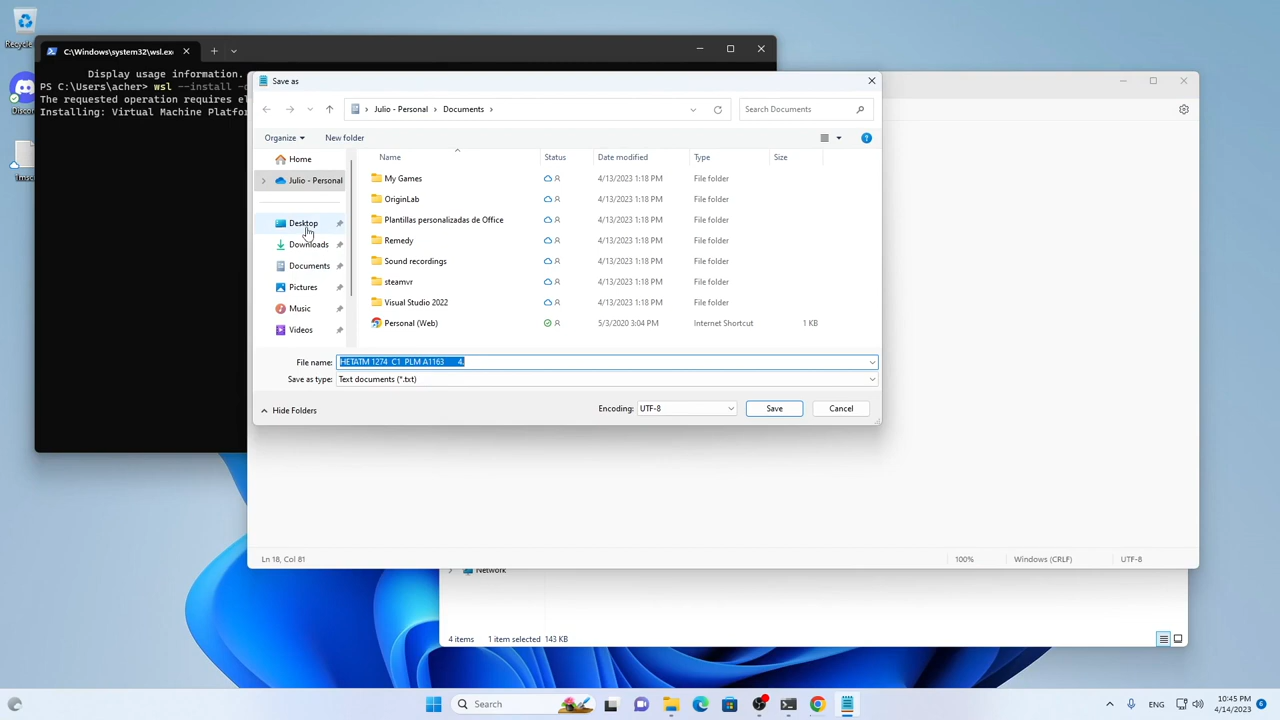 Recycle
C:\Windows\system32\wsl.exe
Display usage information.
PS C:\Users\acher> wsl --install -d
The requested operation requires el
Installing: Virtual Machine Platfor
Save as
Julio - Personal
Documents
Search Documents
Organize
New folder
Name
Status
Date modified
Type
Size
Home
Julio - Personal
Desktop
Downloads
Documents
Pictures
Music
Videos
My Games 4/13/2023 1:18 PM File folder
OriginLab 4/13/2023 1:18 PM File folder
Plantillas personalizadas de Office 4/13/2023 1:18 PM File folder
Remedy 4/13/2023 1:18 PM File folder
Sound recordings 4/13/2023 1:18 PM File folder
steamvr 4/13/2023 1:18 PM File folder
Visual Studio 2022 4/13/2023 1:18 PM File folder
Personal (Web) 5/3/2020 3:04 PM Internet Shortcut 1 KB
File name: HETATM 1274 C1 PLM A1163 4.
Save as type: Text documents (*.txt)
Hide Folders
Encoding: UTF-8
Save
Cancel
Ln 18, Col 81
100%
Windows (CRLF)
UTF-8
Network
4 items 1 item selected 143 KB
Search
ENG
10:45 PM
4/14/2023